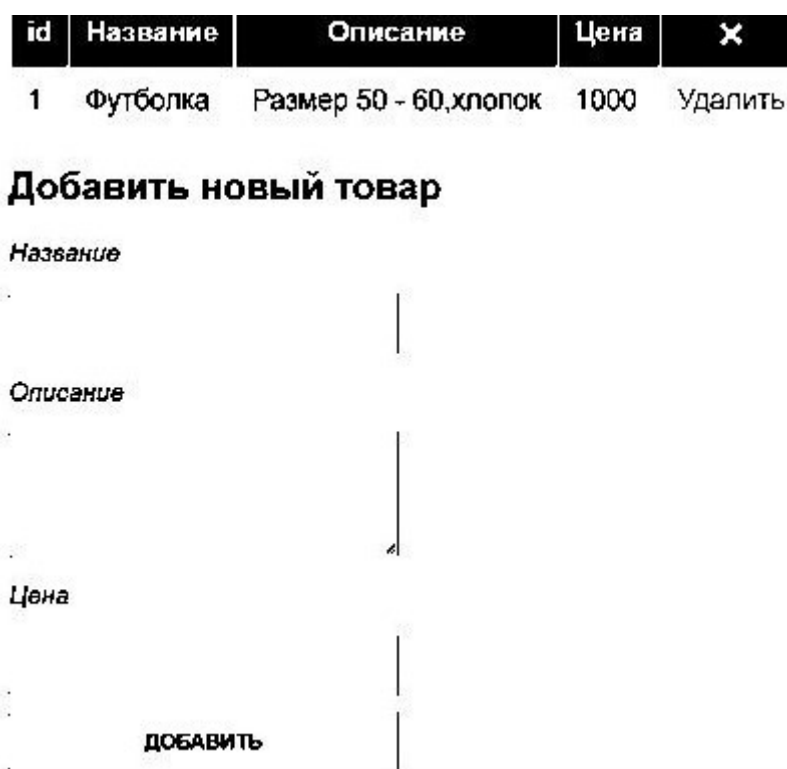 id Название Описание Цена ✕
1 Футболка Размер 50 - 60,хлопок 1000 Удалить
Добавить новый товар
Название
Описание
Цена
ДОБАВИТЬ